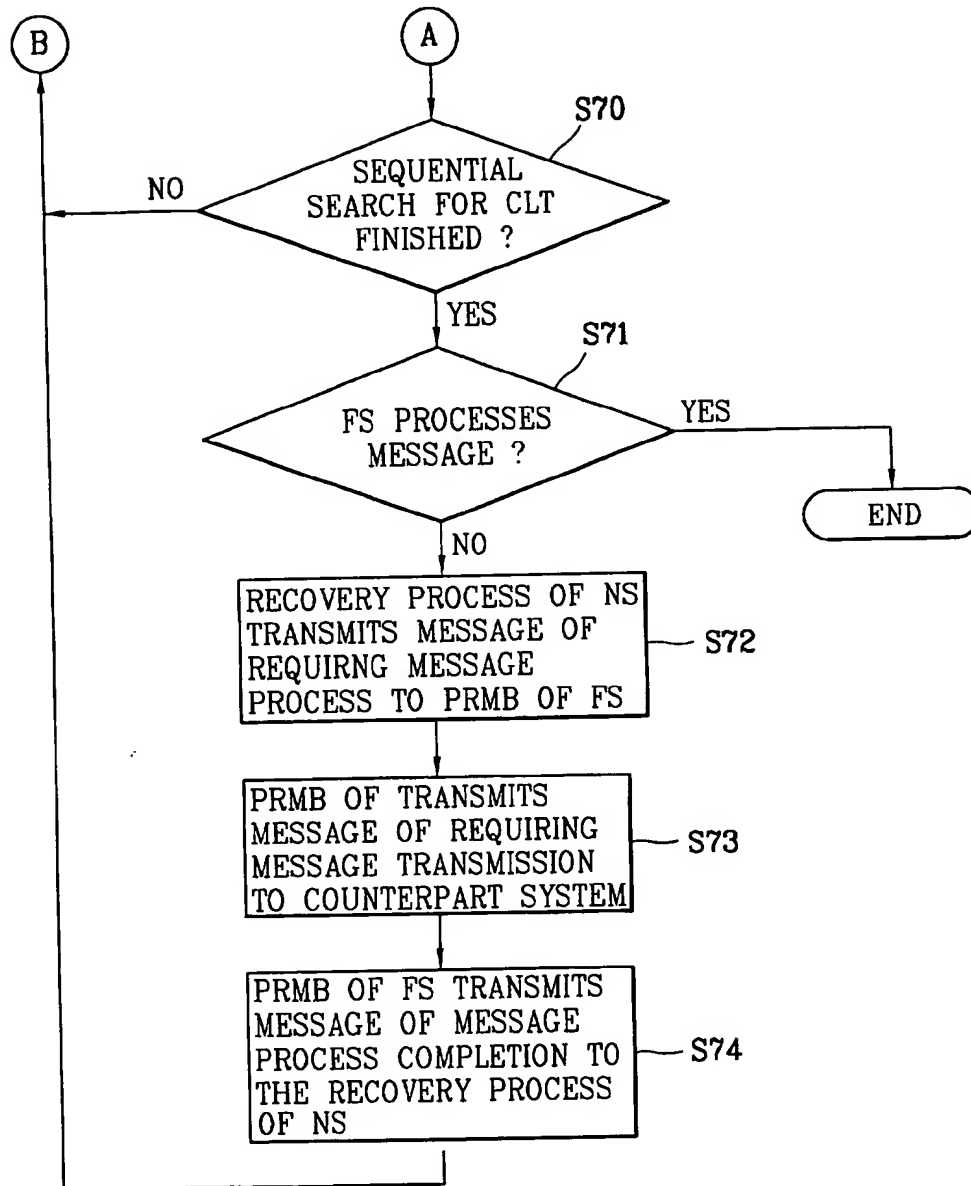 B
A
S70
SEQUENTIAL
SEARCH FOR CLT
FINISHED ?
NO
YES
S71
FS PROCESSES
MESSAGE ?
YES
END
NO
RECOVERY PROCESS OF NS
TRANSMITS MESSAGE OF
REQUIRNG MESSAGE
PROCESS TO PRMB OF FS
S72
PRMB OF TRANSMITS
MESSAGE OF REQUIRING
MESSAGE TRANSMISSION
TO COUNTERPART SYSTEM
S73
PRMB OF FS TRANSMITS
MESSAGE OF MESSAGE
PROCESS COMPLETION TO
THE RECOVERY PROCESS
OF NS
S74